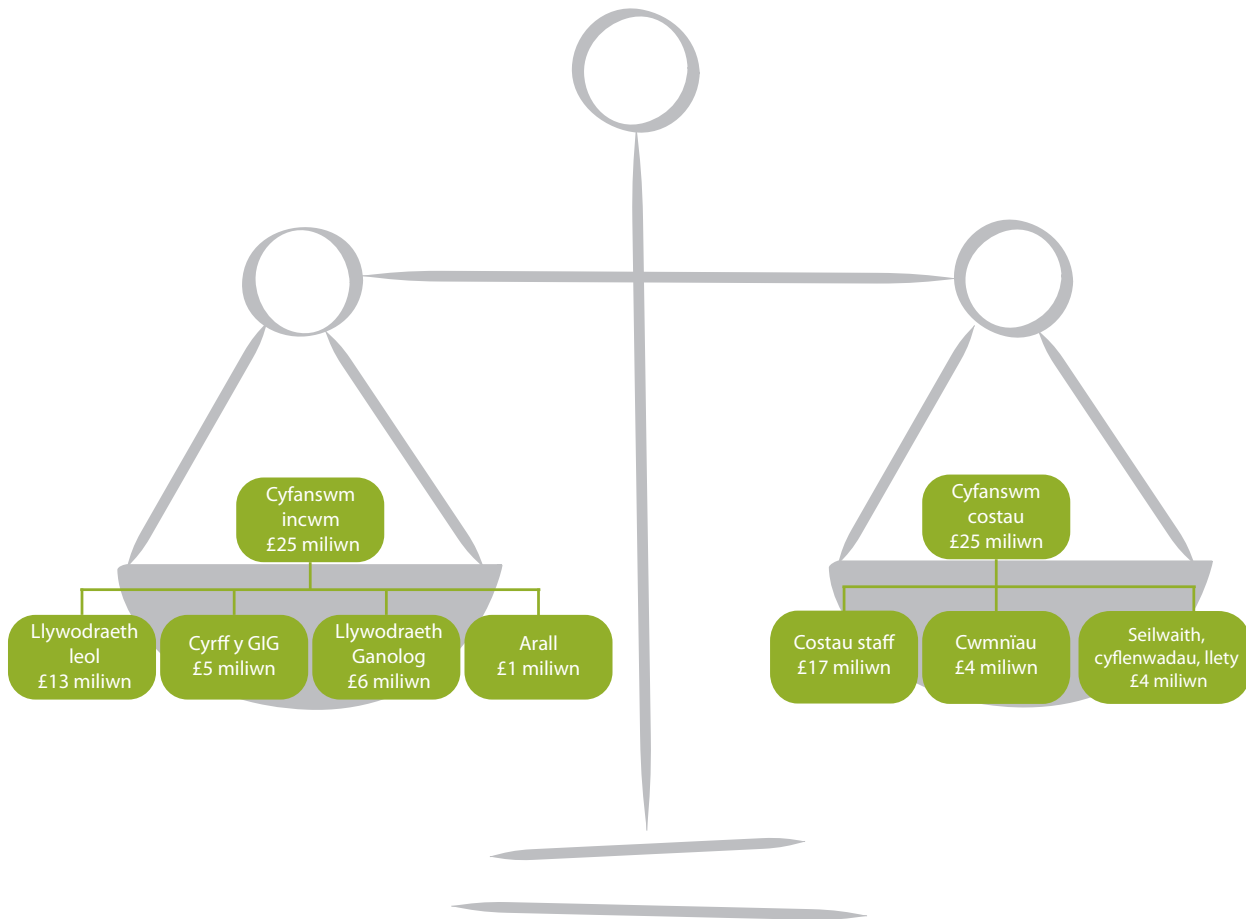 Cyfanswm
incwm
£25 miliwn
Llywodraeth
leol
£13 miliwn
Cyrff y GIG
£5 miliwn
Llywodraeth
Ganolog
£6 miliwn
Arall
£1 miliwn
Cyfanswm
costau
£25 miliwn
Costau staff
£17 miliwn
Cwmnïau
£4 miliwn
Seilwaith,
cyflenwadau, llety
£4 miliwn